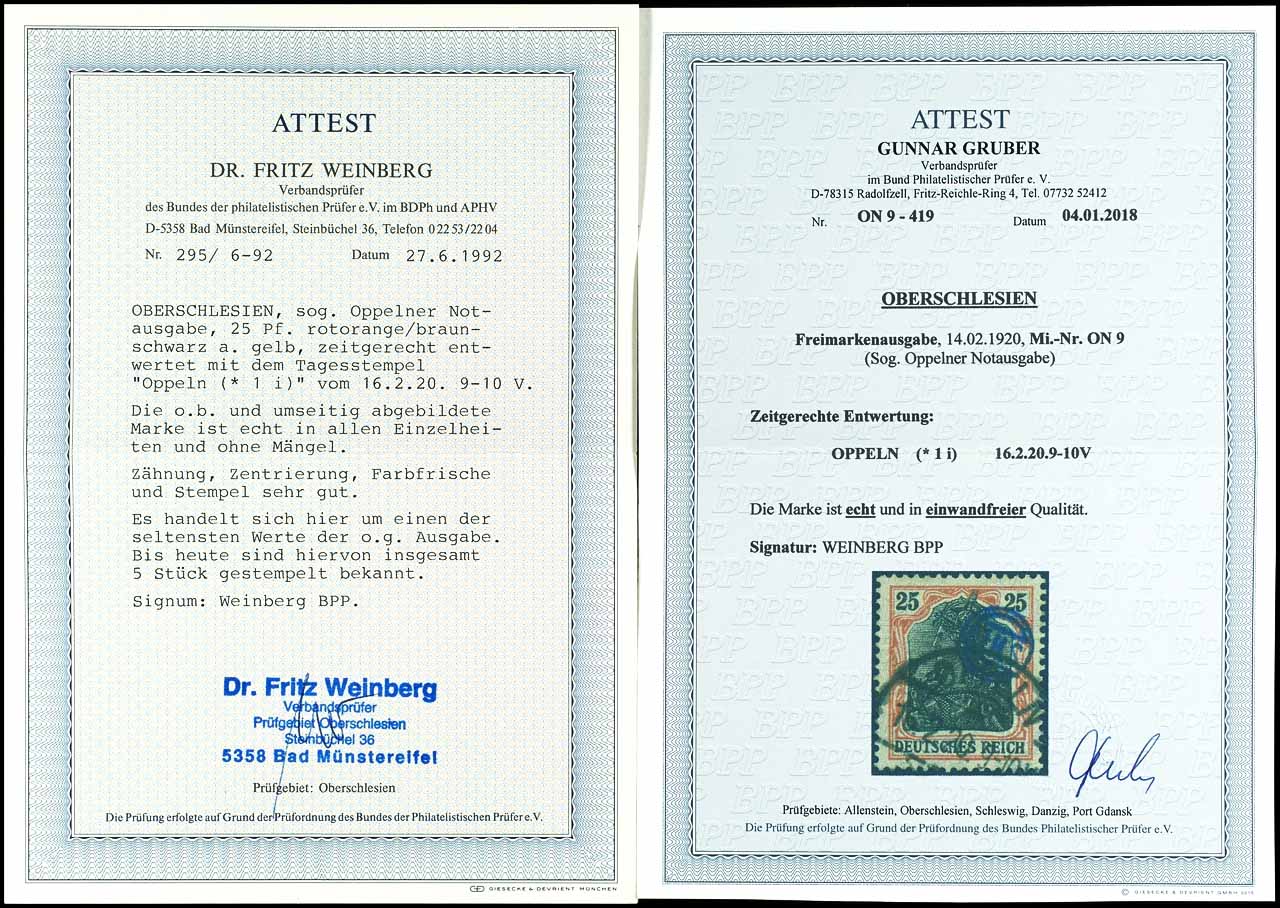 ATTEST
DR. FRITZ WEINBERG
Verbandsprüfer
des Bundes der philatelistischen Prüfer e.V. im BDPh und APHV
D-5358 Bad Münstereifel, Steinbüchel 36, Telefon 02253/2204
Nr. 295/ 6-92 Datum 27.6.1992
OBERSCHLESIEN, sog. Oppelner Not-
ausgabe, 25 Pf. rotorange/braun-
schwarz a. gelb, zeitgerecht ent-
wertet mit dem Tagesstempel
"Oppeln (* 1 i)" vom 16.2.20. 9-10 V.
Die o.b. und umseitig abgebildete
Marke ist echt in allen Einzelhei-
ten und ohne Mängel.
Zähnung, Zentrierung, Farbfrische
und Stempel sehr gut.
Es handelt sich hier um einen der
seltensten Werte der o.g. Ausgabe.
Bis heute sind hiervon insgesamt
5 Stück gestempelt bekannt.
Signum: Weinberg BPP.
Dr. Fritz Weinberg
Verbandsprüfer
Prüfgebiet Oberschlesien
Steinbüchel 36
5358 Bad Münstereifel
Prüfgebiet: Oberschlesien
Die Prüfung erfolgte auf Grund der Prüfordnung des Bundes der Philatelistischen Prüfer e.V.
GIESECKE & DEVRIENT MÜNCHEN
ATTEST
GUNNAR GRUBER
Verbandsprüfer
im Bund Philatelistischer Prüfer e. V.
D-78315 Radolfzell, Fritz-Reichle-Ring 4, Tel. 07732 52412
Nr. ON 9 - 419 Datum 04.01.2018
OBERSCHLESIEN
Freimarkenausgabe, 14.02.1920, Mi.-Nr. ON 9
(Sog. Oppelner Notausgabe)
Zeitgerechte Entwertung:
OPPELN (* 1 i) 16.2.20.9-10V
Die Marke ist echt und in einwandfreier Qualität.
Signatur: WEINBERG BPP
25 25
DEUTSCHES REICH
Prüfgebiete: Allenstein, Oberschlesien, Schleswig, Danzig, Port Gdansk
Die Prüfung erfolgte auf Grund der Prüfordnung des Bundes Philatelistischer Prüfer e.V.
© GIESECKE & DEVRIENT GMBH